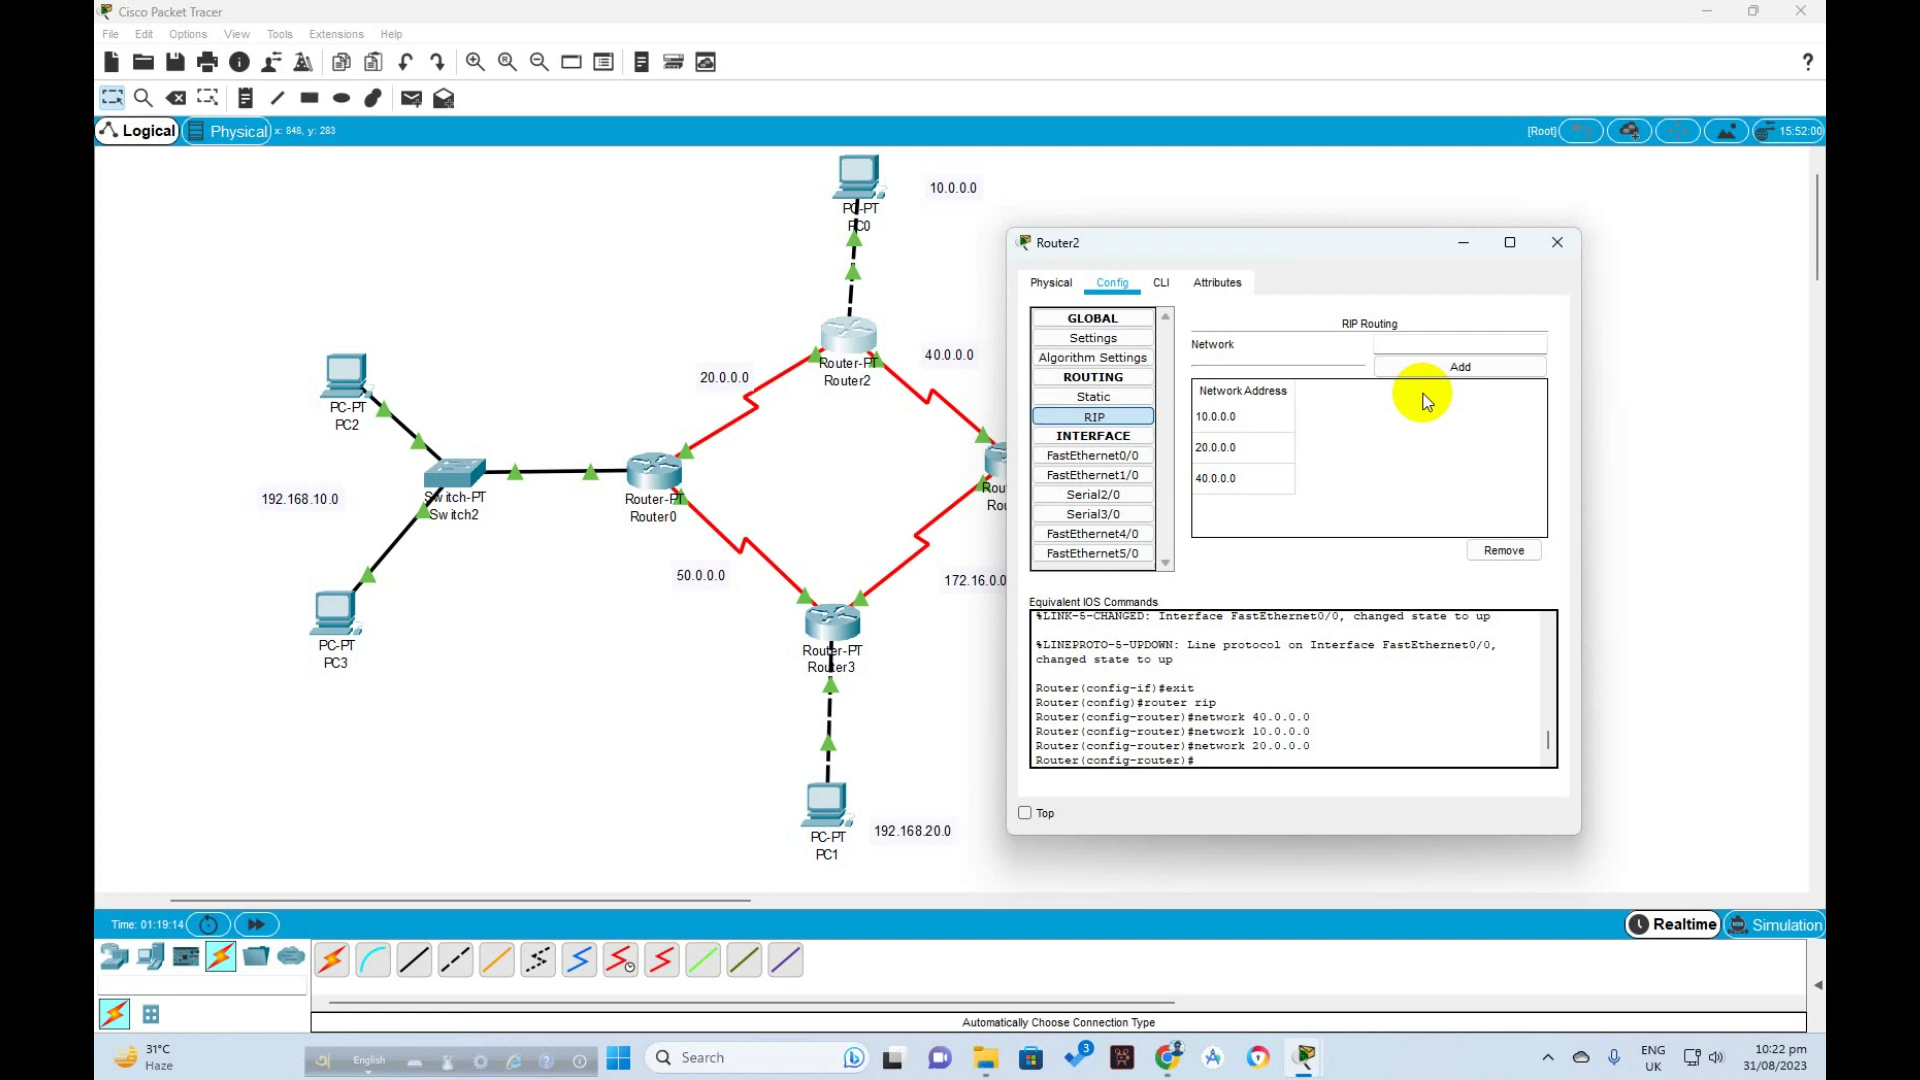 Cisco Packet Tracer
File Edit Options View Tools Extensions Help
Logical Physical x: 848, y: 283 [Root] 15:52:00
PC-PT
PC0
10.0.0.0
Router-PT
Router2
20.0.0.0
40.0.0.0
PC-PT
PC2
192.168.10.0
Switch-PT
Switch2
Router-PT
Router0
Rou
Rou
50.0.0.0
172.16.0.0
PC-PT
PC3
Router-PT
Router3
PC-PT
PC1
192.168.20.0
Router2
Physical Config CLI Attributes
GLOBAL
Settings
Algorithm Settings
ROUTING
Static
RIP
INTERFACE
FastEthernet0/0
FastEthernet1/0
Serial2/0
Serial3/0
FastEthernet4/0
FastEthernet5/0
RIP Routing
Network
Add
Network Address
10.0.0.0
20.0.0.0
40.0.0.0
Remove
Equivalent IOS Commands
%LINK-5-CHANGED: Interface FastEthernet0/0, changed state to up
%LINEPROTO-5-UPDOWN: Line protocol on Interface FastEthernet0/0,
changed state to up
Router(config-if)#exit
Router(config)#router rip
Router(config-router)#network 40.0.0.0
Router(config-router)#network 10.0.0.0
Router(config-router)#network 20.0.0.0
Router(config-router)#
Top
Time: 01:19:14
Realtime Simulation
Automatically Choose Connection Type
31°C
Haze
English
Search
3
ENG
UK
10:22 pm
31/08/2023